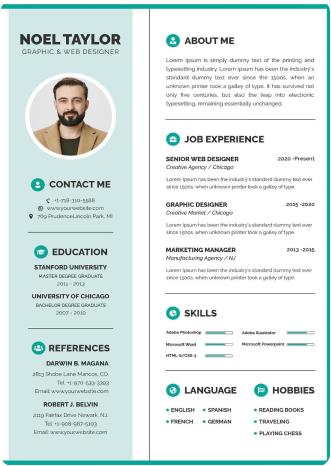 NOEL TAYLOR
GRAPHIC & WEB DESIGNER
CONTACT ME
+1-718-310-5588
www.yourwebsite.com
769 PrudenceLincoln Park, MI
EDUCATION
STANFORD UNIVERSITY
MASTER DEGREE GRADUATE
2011 - 2013
UNIVERSITY OF CHICAGO
BACHELOR DEGREE GRADUATE
2007 - 2010
REFERENCES
DARWIN B. MAGANA
2813 Shobe Lane Mancos, CO.
Tel: +1-970-533-3393
Email: www.yourwebsite.com
ROBERT J. BELVIN
2119 Fairfax Drive Newark, NJ.
Tel: +1-908-987-5103
Email: www.yourwebsite.com
ABOUT ME
Lorem Ipsum is simply dummy text of the printing and
typesetting industry. Lorem Ipsum has been the industry's
standard dummy text ever since the 1500s, when an
unknown printer took a galley of type. It has survived not
only five centuries, but also the leap into electronic
typesetting, remaining essentially unchanged.
JOB EXPERIENCE
SENIOR WEB DESIGNER 2020 -Present
Creative Agency / Chicago
Lorem Ipsum has been the industry's standard dummy text ever
since 1500s, when an unknown printer took a galley of type.
GRAPHIC DESIGNER 2015 -2020
Creative Market / Chicago
Lorem Ipsum has been the industry's standard dummy text ever
since 1500s, when an unknown printer took a galley of type.
MARKETING MANAGER 2013 -2015
Manufacturing Agency / NJ
Lorem Ipsum has been the industry's standard dummy text ever
since 1500s, when an unknown printer took a galley of type.
SKILLS
Adobe Photoshop Adobe Illustrator
Microsoft Word Microsoft Powerpoint
HTML-5/CSS-3
LANGUAGE
ENGLISH SPANISH
FRENCH GERMAN
HOBBIES
READING BOOKS
TRAVELING
PLAYING CHESS